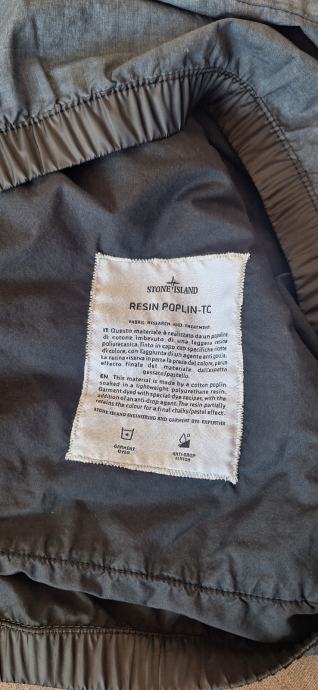 STONE ISLAND
RESIN POPLIN-TC
FABRIC RESEARCH AND TREATMENT
IT Questo materiale è realizzato da un popeline
di cotone imbevuto di una leggera resina
poliuretanica. Tinto in capo con specifiche ricette
di colore, con l'aggiunta di un agente anti goccia.
La resina riserva in parte la presa del colore, per un
effetto finale del materiale dall'aspetto
gessato/pastello.
EN This material is made by a cotton poplin
soaked in a lightweight polyurethane resin.
Garment dyed with special dye recipes, with the
addition of an anti-drop agent. The resin partially
retains the colour for a final chalky/pastel effect.
STONE ISLAND ENGINEERING AND GARMENT DYE EXPERTISE
GARMENT
DYED
ANTI-DROP
AGENT